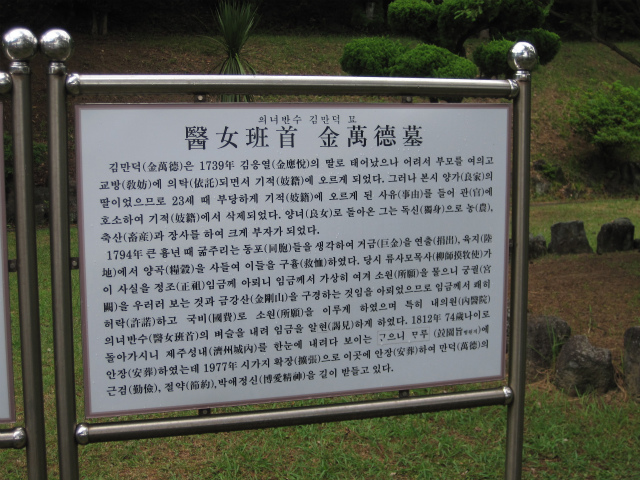 의녀반수 김만덕 묘
醫女班首 金萬德墓
김만덕(金萬德)은 1739年 김응열(金應悅)의 딸로 태어났으나 어려서 부모를 여의고
교방(敎妨)에 의탁(依託)되면서 기적(妓籍)에 오르게 되었다. 그러나 본시 양가(良家)의
딸이었으므로 23세 때 부당하게 기적(妓籍)에 오르게 된 사유(事由)를 들어 관(官)에
호소하여 기적(妓籍)에서 삭제되었다. 양녀(良女)로 돌아온 그는 독신(獨身)으로 농(農),
축산(畜産)과 장사를 하여 크게 부자가 되었다.
1794年 큰 흉년 때 굶주리는 동포(同胞)들을 생각하여 거금(巨金)을 연출(捐出), 육지(陸
地)에서 양곡(糧穀)을 사들여 이들을 구휼(救恤)하였다. 당시 류사모목사(柳師模牧使)가
이 사실을 정조(正祖)임금께 아뢰니 임금께서 가상히 여겨 소원(所願)을 물으니 궁궐(宮
闕)을 우러러 보는 것과 금강산(金剛山)을 구경하는 것임을 아뢰었으므로 임금께서 쾌히
허락(許諾)하고 국비(國費)로 소원(所願)을 이루게 하였으며 특히 내의원(內醫院)
의녀반수(醫女班首)의 벼슬을 내려 임금을 알현(謁見)하게 하였다. 1812年 74歲나이로
돌아가시니 제주성내(濟州城內)를 한눈에 내려다 보이는 고으니 무루
안장(安葬)하였는데 1977年 시가지 확장(擴張)으로 이곳에 안장(安葬)하여 만덕(萬德)의
근검(勤儉), 절약(節約),박애정신(博愛精神)을 길이 받들고 있다.